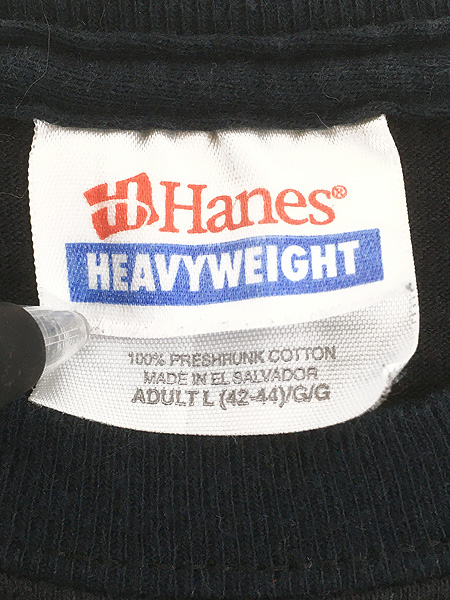 Hanes®
HEAVYWEIGHT
100% PRESHRUNK COTTON
MADE IN EL SALVADOR
ADULT L (42-44)/G/G